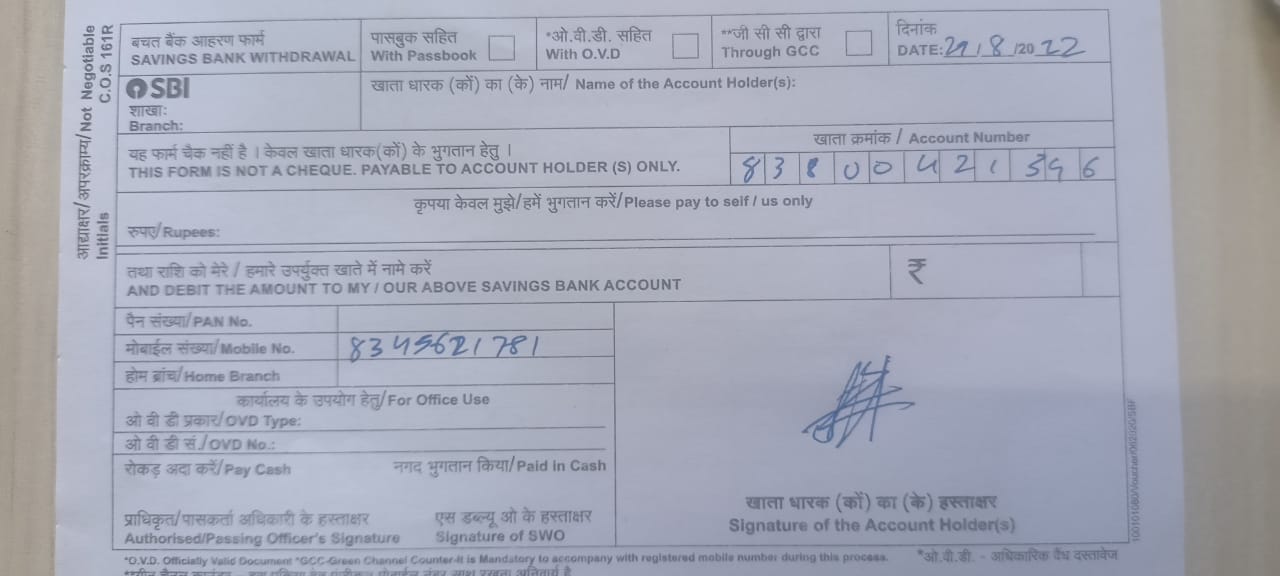 आद्याक्षर/अपरक्राम्य/Not Negotiable
Initials C.O.S 161R
बचत बैंक आहरण फार्म
SAVINGS BANK WITHDRAWAL
पासबुक सहित
With Passbook
*ओ.वी.डी. सहित
With O.V.D
**जी सी सी द्वारा
Through GCC
दिनांक
DATE: 29/8/2022
SBI
शाखा:
Branch:
खाता धारक (कों) का (के) नाम/ Name of the Account Holder(s):
यह फार्म चैक नहीं है । केवल खाता धारक(कों) के भुगतान हेतु ।
THIS FORM IS NOT A CHEQUE. PAYABLE TO ACCOUNT HOLDER (S) ONLY.
खाता क्रमांक / Account Number
8 3 8 0 0 4 2 1 5 4 6
कृपया केवल मुझे/हमें भुगतान करें/Please pay to self / us only
रुपए/Rupees:
तथा राशि को मेरे / हमारे उपर्युक्त खाते में नामे करें
AND DEBIT THE AMOUNT TO MY / OUR ABOVE SAVINGS BANK ACCOUNT
₹
पैन संख्या/PAN No.
मोबाईल संख्या/Mobile No. 8345621781
होम ब्रांच/Home Branch
कार्यालय के उपयोग हेतु/For Office Use
ओ वी डी प्रकार/OVD Type:
ओ वी डी सं./OVD No.:
रोकड़ अदा करें/Pay Cash नगद भुगतान किया/Paid in Cash
प्राधिकृत/पासकर्ता अधिकारी के हस्ताक्षर
Authorised/Passing Officer's Signature
एस डब्ल्यू ओ के हस्ताक्षर
Signature of SWO
खाता धारक (कों) का (के) हस्ताक्षर
Signature of the Account Holder(s)
*O.V.D. Officially Valid Document *GCC-Green Channel Counter-It is Mandatory to accompany with registered mobile number during this process. *ओ.वी.डी. - अधिकारिक वैध दस्तावेज